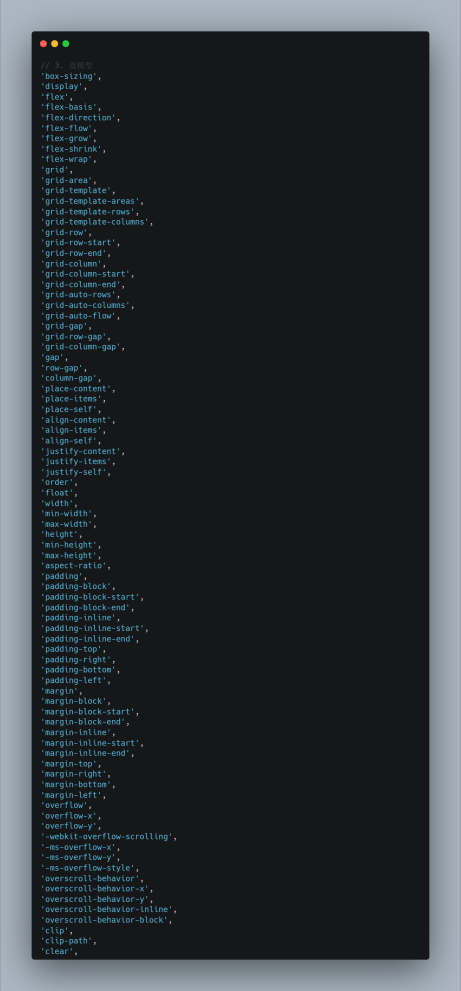 // 3. 盒模型
'box-sizing',
'display',
'flex',
'flex-basis',
'flex-direction',
'flex-flow',
'flex-grow',
'flex-shrink',
'flex-wrap',
'grid',
'grid-area',
'grid-template',
'grid-template-areas',
'grid-template-rows',
'grid-template-columns',
'grid-row',
'grid-row-start',
'grid-row-end',
'grid-column',
'grid-column-start',
'grid-column-end',
'grid-auto-rows',
'grid-auto-columns',
'grid-auto-flow',
'grid-gap',
'grid-row-gap',
'grid-column-gap',
'gap',
'row-gap',
'column-gap',
'place-content',
'place-items',
'place-self',
'align-content',
'align-items',
'align-self',
'justify-content',
'justify-items',
'justify-self',
'order',
'float',
'width',
'min-width',
'max-width',
'height',
'min-height',
'max-height',
'aspect-ratio',
'padding',
'padding-block',
'padding-block-start',
'padding-block-end',
'padding-inline',
'padding-inline-start',
'padding-inline-end',
'padding-top',
'padding-right',
'padding-bottom',
'padding-left',
'margin',
'margin-block',
'margin-block-start',
'margin-block-end',
'margin-inline',
'margin-inline-start',
'margin-inline-end',
'margin-top',
'margin-right',
'margin-bottom',
'margin-left',
'overflow',
'overflow-x',
'overflow-y',
'-webkit-overflow-scrolling',
'-ms-overflow-x',
'-ms-overflow-y',
'-ms-overflow-style',
'overscroll-behavior',
'overscroll-behavior-x',
'overscroll-behavior-y',
'overscroll-behavior-inline',
'overscroll-behavior-block',
'clip',
'clip-path',
'clear',